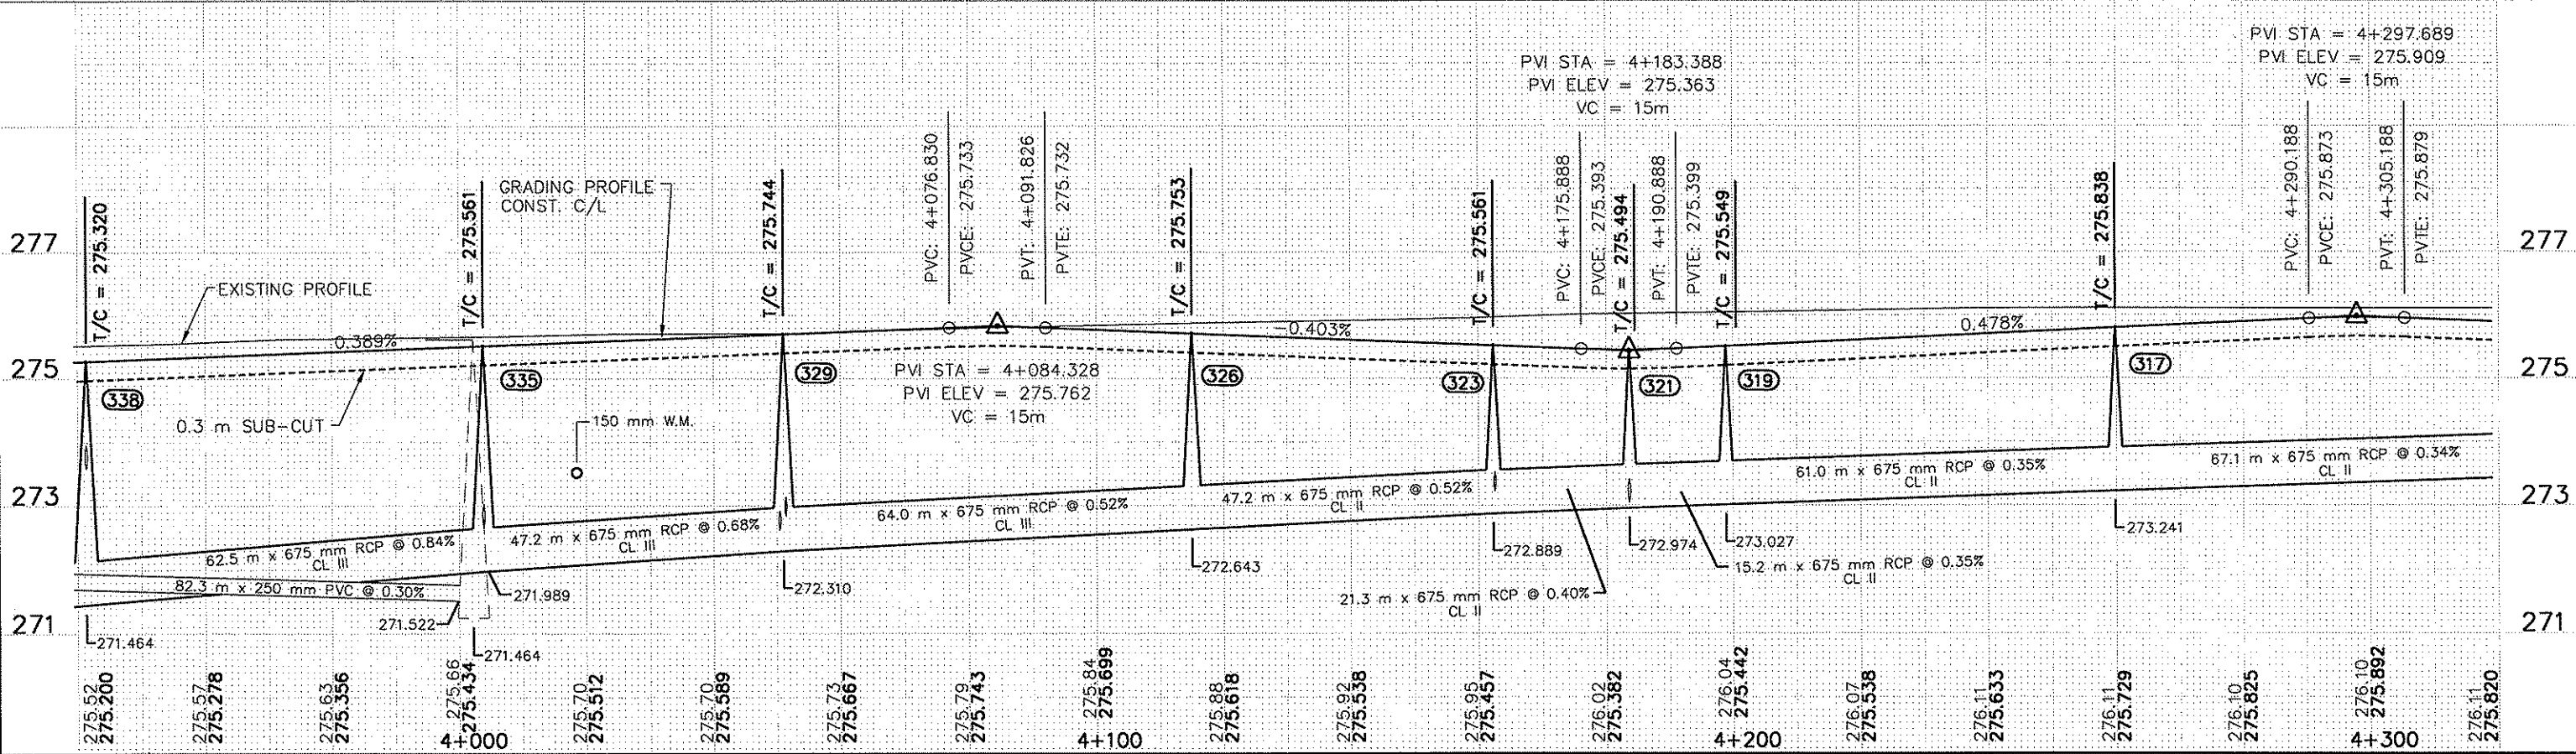 PVI STA = 4+297.689
PVI ELEV = 275.909
VC = 15m
PVI STA = 4+183.388
PVI ELEV = 275.363
VC = 15m
T/C = 275.320
T/C = 275.561
GRADING PROFILE
CONST. C/L
T/C = 275.744
PVC: 4+076.830
PVCE: 275.733
PVT: 4+091.826
PVTE: 275.732
T/C = 275.753
T/C = 275.561
PVC: 4+175.888
PVCE: 275.393
T/C = 275.494
PVT: 4+190.888
PVTE: 275.399
T/C = 275.549
T/C = 275.838
PVC: 4+290.188
PVCE: 275.873
PVT: 4+305.188
PVTE: 275.879
277
277
EXISTING PROFILE
0.389%
-0.403%
0.478%
275
275
338
335
329
326
323
321
319
317
PVI STA = 4+084.328
PVI ELEV = 275.762
VC = 15m
0.3 m SUB-CUT
150 mm W.M.
273
273
62.5 m x 675 mm RCP @ 0.84%
CL III
47.2 m x 675 mm RCP @ 0.68%
CL III
64.0 m x 675 mm RCP @ 0.52%
CL III
47.2 m x 675 mm RCP @ 0.52%
CL II
61.0 m x 675 mm RCP @ 0.35%
CL II
67.1 m x 675 mm RCP @ 0.34%
CL II
82.3 m x 250 mm PVC @ 0.30%
271.989
272.310
272.643
272.889
272.974
273.027
273.241
15.2 m x 675 mm RCP @ 0.35%
CL II
21.3 m x 675 mm RCP @ 0.40%
CL II
271
271
271.464
271.522
271.464
275.52
275.200
275.57
275.278
275.63
275.356
275.66
275.434
275.70
275.512
275.70
275.589
275.73
275.667
275.79
275.743
275.84
275.699
275.88
275.618
275.92
275.538
275.95
275.457
276.02
275.382
276.04
275.442
276.07
275.538
276.11
275.633
276.11
275.729
276.10
275.825
276.10
275.892
276.11
275.820
4+000
4+100
4+200
4+300